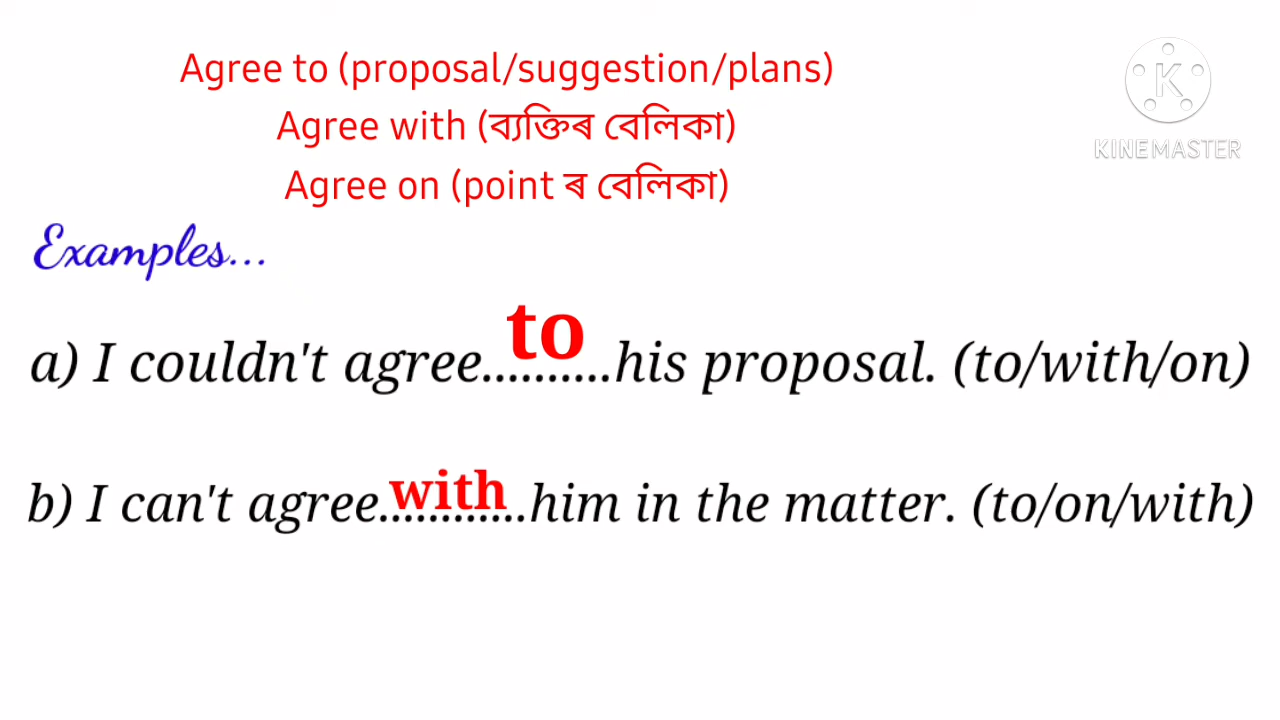 Agree to (proposal/suggestion/plans)
Agree with (ব্যক্তিৰ বেলিকা)
Agree on (point ৰ বেলিকা)
K
KINEMASTER
Examples...
a) I couldn't agree....to......his proposal. (to/with/on)
b) I can't agree.with...........him in the matter. (to/on/with)